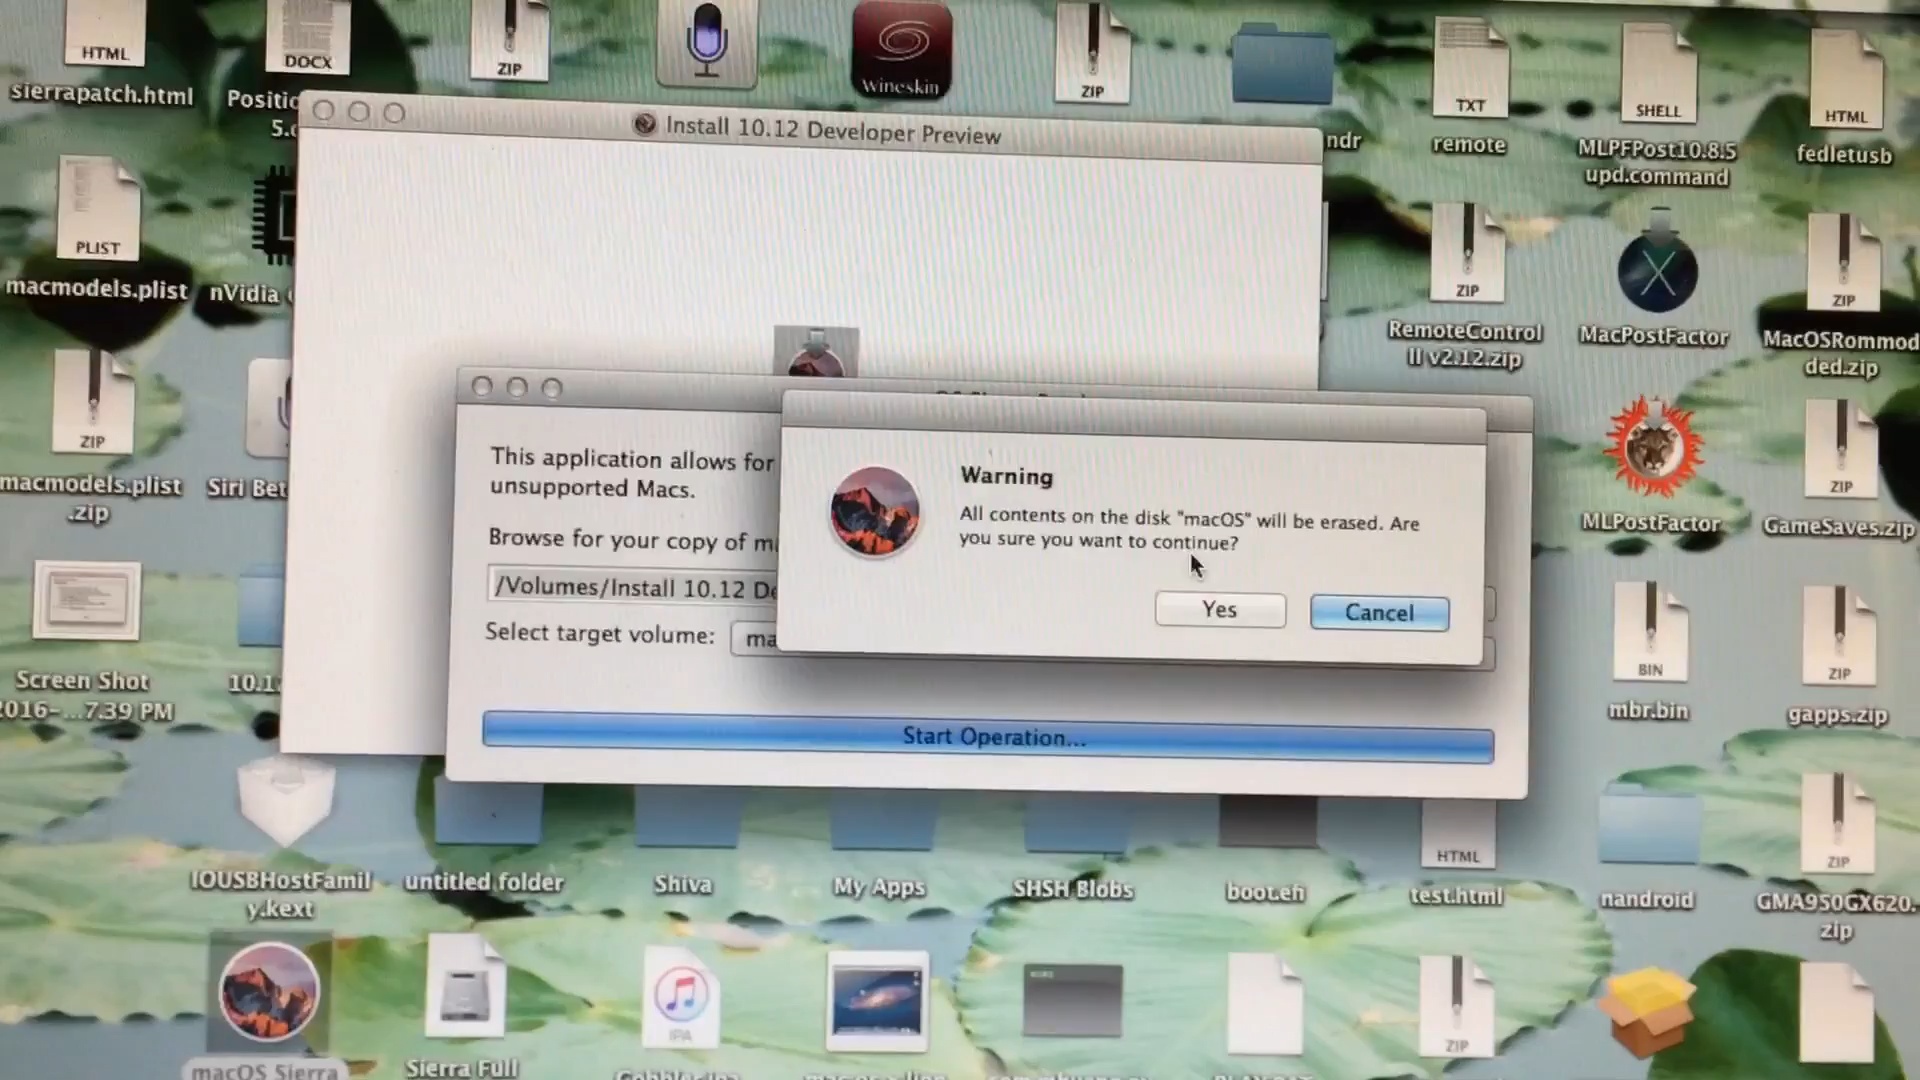 HTML
sierrapatch.html
DOCX
Positic
5.
ZIP
Wineskin
ZIP
ndr
TXT
remote
SHELL
MLPFPost10.8.5
upd.command
HTML
fedletusb
Install 10.12 Developer Preview
PLIST
macmodels.plist
nVidia
ZIP
RemoteControl
II v2.12.zip
MacPostFactor
ZIP
MacOSRommod
ded.zip
ZIP
macmodels.plist
.zip
Siri Bet
This application allows for
unsupported Macs.
Browse for your copy of m
/Volumes/Install 10.12 De
Select target volume:
ma
Start Operation...
Warning
All contents on the disk "macOS" will be erased. Are
you sure you want to continue?
Yes
Cancel
MLPostFactor
ZIP
GameSaves.zip
Screen Shot
2016-...7.39 PM
10.1
BIN
mbr.bin
ZIP
gapps.zip
IOUSBHostFamil
y.kext
untitled folder
Shiva
My Apps
SHSH Blobs
boot.efi
HTML
test.html
nandroid
ZIP
GMA950GX620.
zip
macOS Sierra
Sierra Full
IPA
ZIP